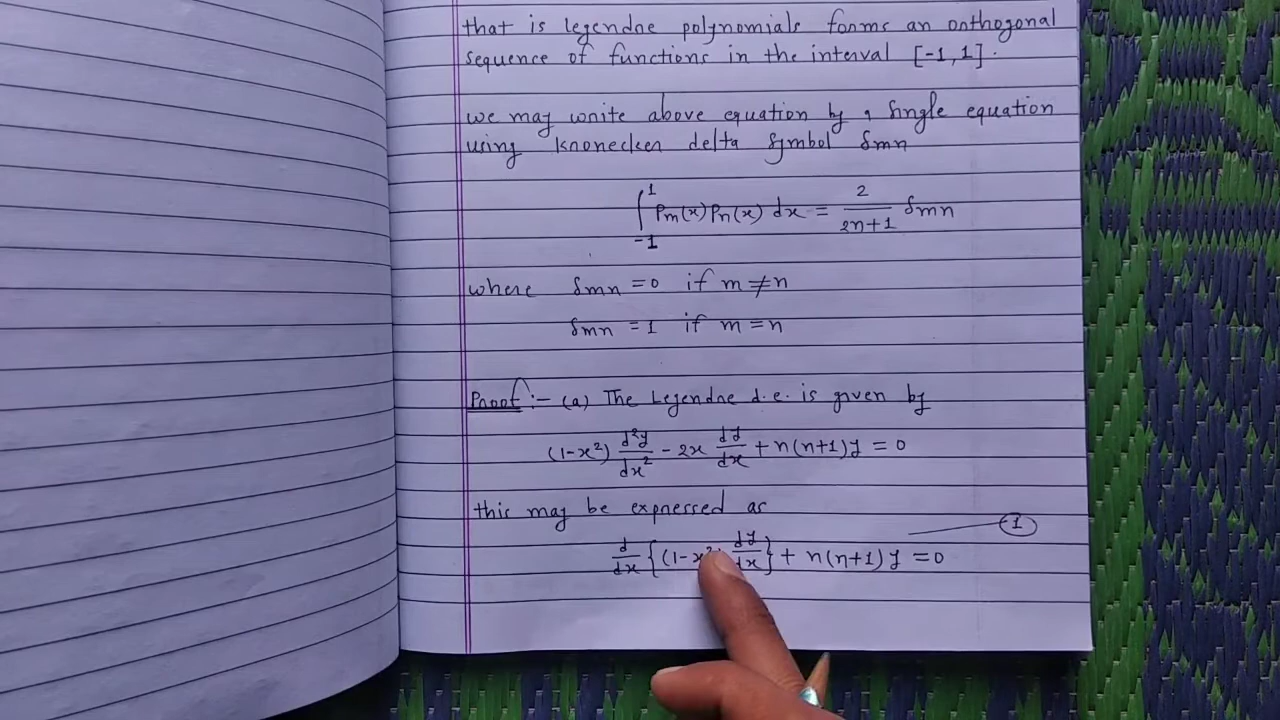 that is legendre polynomials forms an orthogonal
sequence of functions in the interval [-1,1].
we may write above equation by a single equation
using kronecker delta symbol δmn
∫₋₁¹ Pm(x)Pn(x) dx = 2/(2n+1) δmn
where δmn = 0 if m ≠ n
δmn = 1 if m = n
Proof :- (a) The Legendre d.e. is given by
(1-x²) d²y/dx² - 2x dy/dx + n(n+1)y = 0
this may be expressed as
-1
d/dx {(1-x²) dy/dx} + n(n+1)y = 0